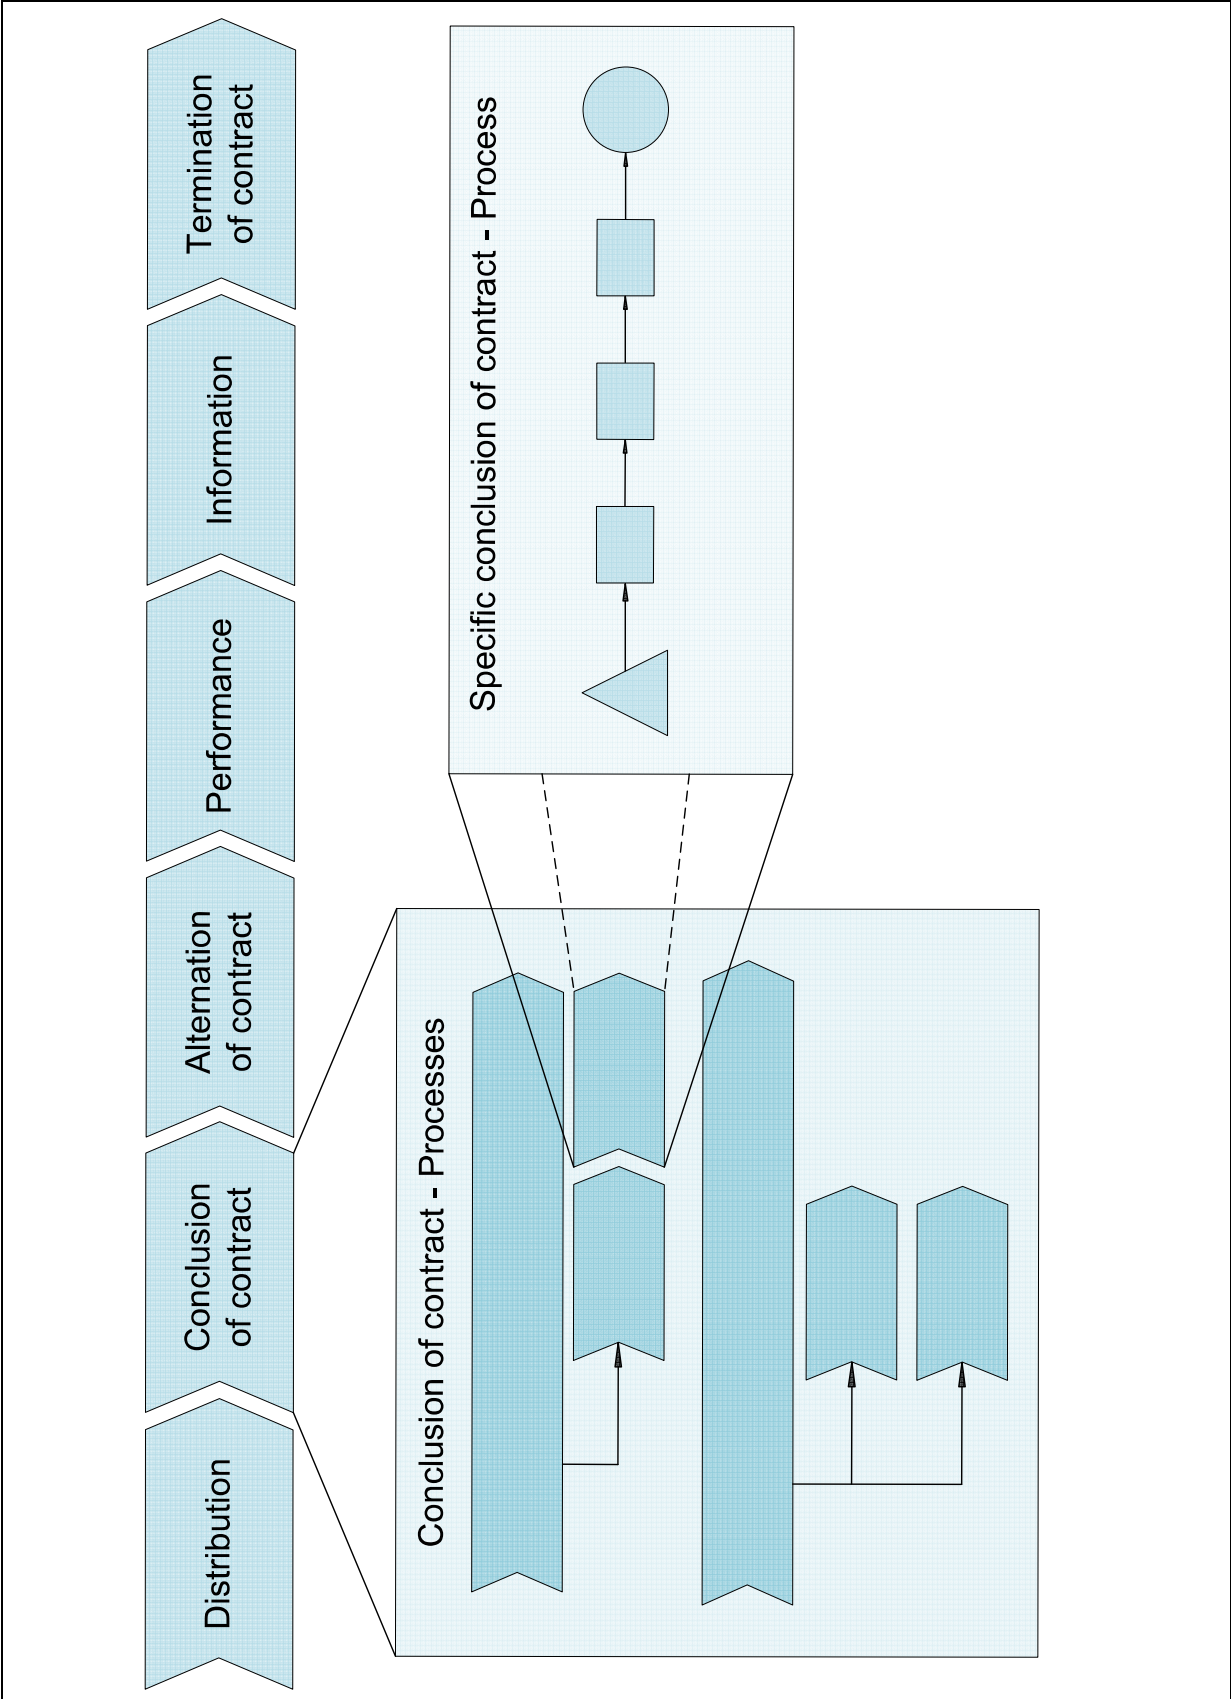 Distribution
Conclusion
of contract
Alternation
of contract
Performance
Information
Termination
of contract
Conclusion of contract - Processes
Specific conclusion of contract - Process